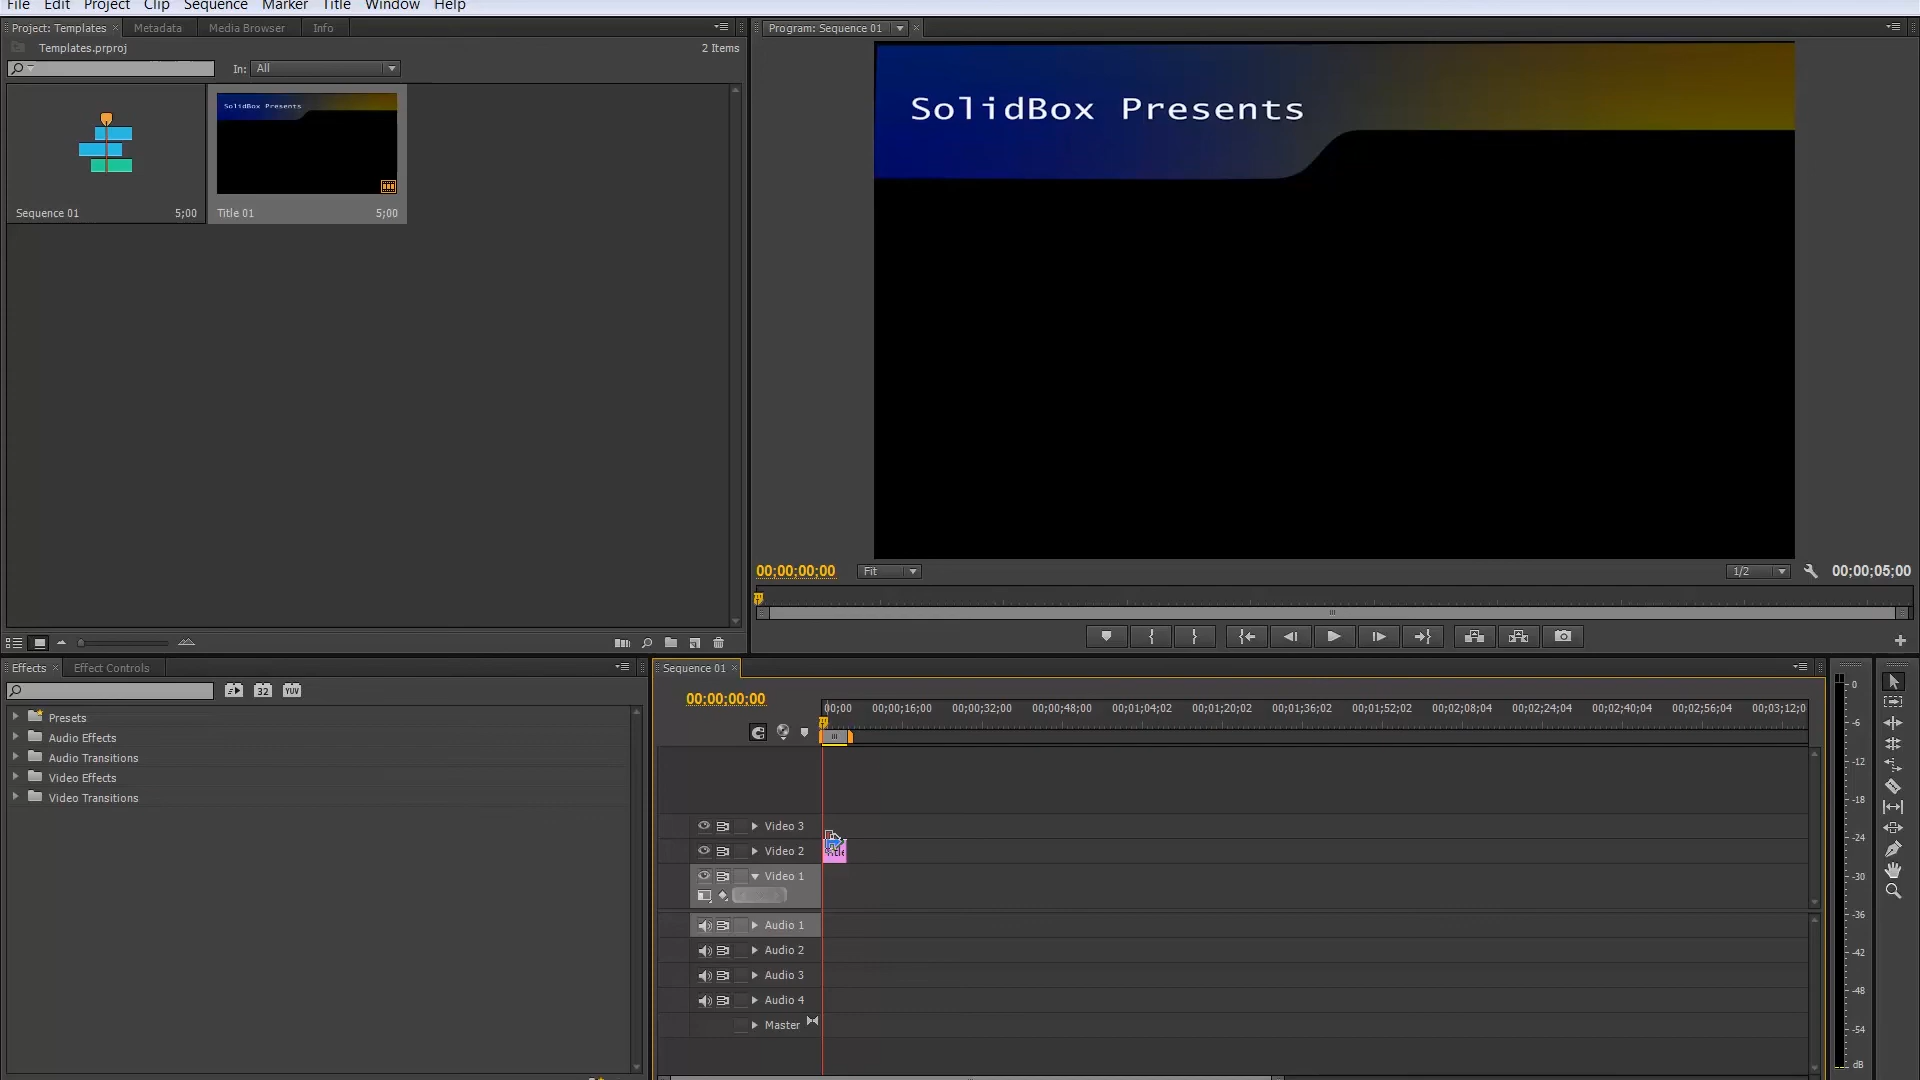 File Edit Project Clip Sequence Marker Title Window Help
Project: Templates Metadata Media Browser Info
Templates.prproj 2 Items
In: All
SolidBox Presents
Sequence 01 5;00
Title 01 5;00
Program: Sequence 01
SolidBox Presents
00;00;00;00 Fit 1/2 00;00;05;00
Effects Effect Controls
32 YUV
Presets
Audio Effects
Audio Transitions
Video Effects
Video Transitions
Sequence 01
00;00;00;00
00;00 00;00;16;00 00;00;32;00 00;00;48;00 00;01;04;02 00;01;20;02 00;01;36;02 00;01;52;02 00;02;08;04 00;02;24;04 00;02;40;04 00;02;56;04 00;03;12;0
Video 3
Video 2
Video 1
Audio 1
Audio 2
Audio 3
Audio 4
Master
0
-6
-12
-18
-24
-30
-36
-42
-48
-54
dB